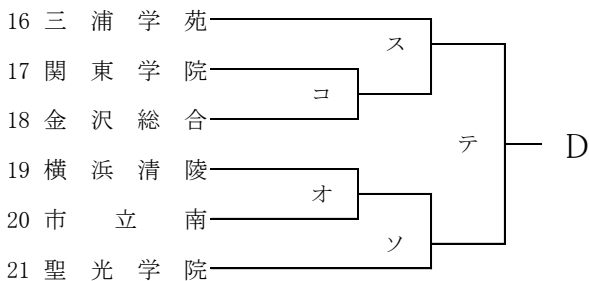 16 三浦学苑
ス
17 関東学院
コ
18 金沢総合
テ
D
19 横浜清陵
オ
20 市立南
ソ
21 聖光学院